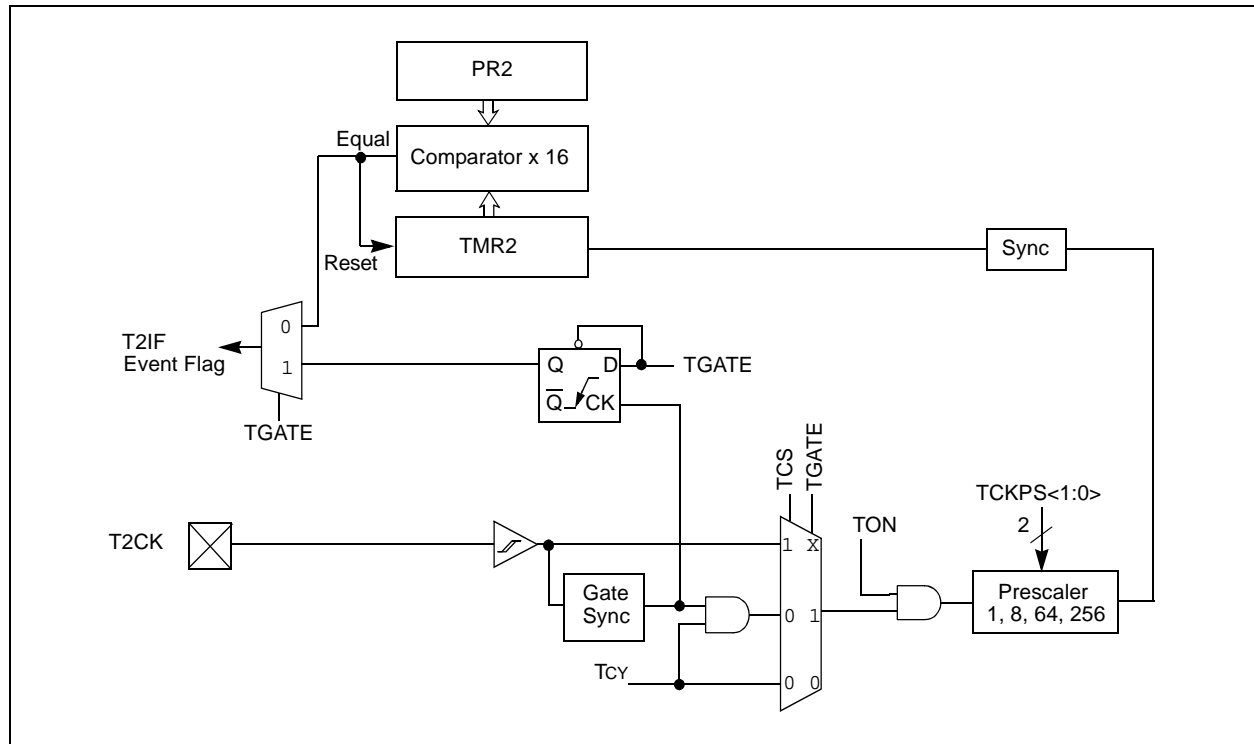 PR2
Equal
Comparator x 16
TMR2
Reset
Sync
0
T2IF
Event Flag
1
Q
D
TGATE
Q̅
CK
TGATE
TCS
TGATE
TCKPS<1:0>
2
TON
T2CK
1 X
Gate
Sync
0 1
Prescaler
1, 8, 64, 256
TCY
0 0